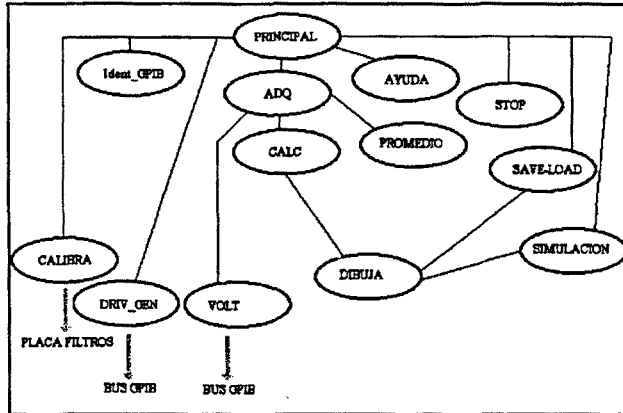 PRINCIPAL
Ident_GPIB
AYUDA
ADQ
STOP
PROMEDIO
CALC
SAVE-LOAD
CALIBRA
SIMULACION
DIBUJA
DRIV_GEN
VOLT
PLACA FILTROS
BUS GPIB
BUS GPIB